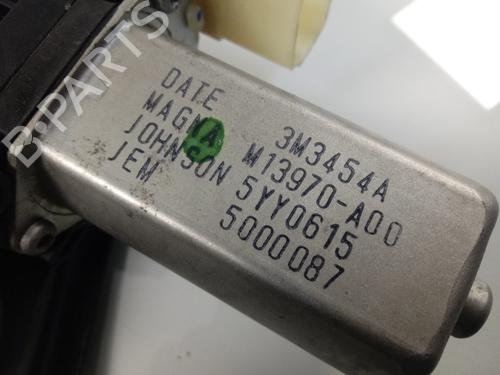 B-PARTS
DATE 3M3454A
MAGNA M13970-A00
JOHNSON 5YY0615
JEM 5000087